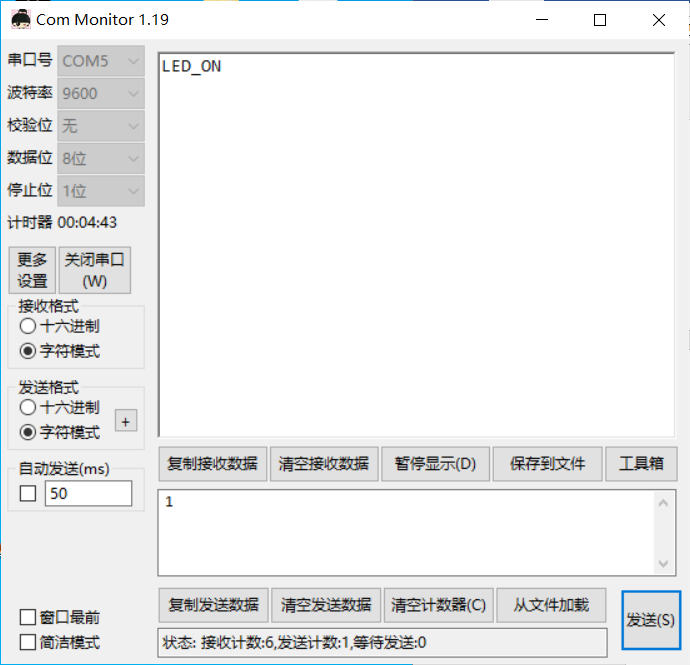 Com Monitor 1.19
串口号 COM5
波特率 9600
校验位 无
数据位 8位
停止位 1位
计时器 00:04:43
更多
设置
关闭串口
(W)
接收格式
十六进制
字符模式
发送格式
十六进制
字符模式
+
自动发送(ms)
50
窗口最前
简洁模式
LED_ON
复制接收数据 清空接收数据 暂停显示(D) 保存到文件 工具箱
1
复制发送数据 清空发送数据 清空计数器(C) 从文件加载
发送(S)
状态: 接收计数:6,发送计数:1,等待发送:0